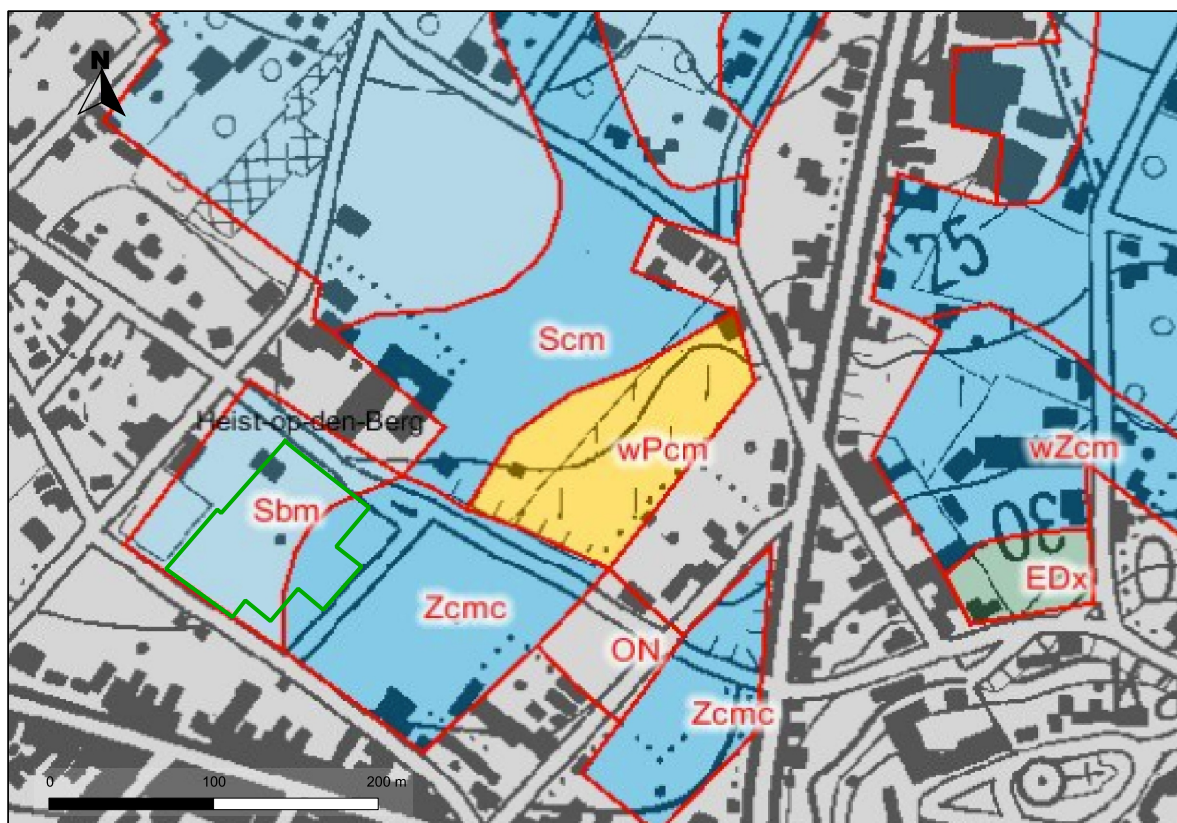 N
25
Scm
Heist-op-den-Berg
wPcm
wZcm
Sbm
30
EDx
Zcmc
ON
Zcmc
0 100 200 m